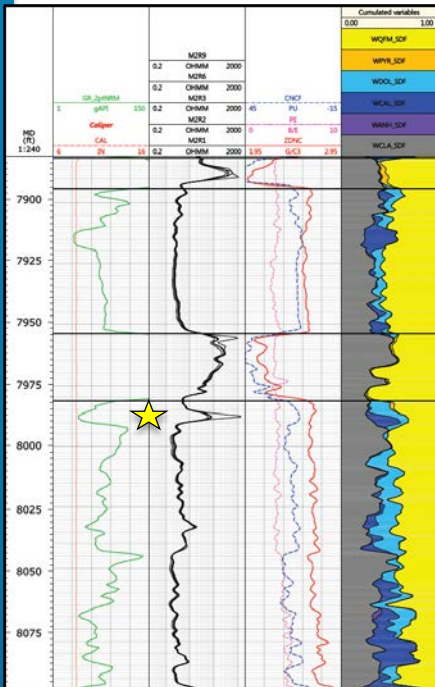 Cumulated variables
0.00 1.00
WQFM_SDF
WPYR_SDF
WDOL_SDF
WCAL_SDF
WANH_SDF
WCLA_SDF
M2R9
0.2 OHMM 2000
M2R6
0.2 OHMM 2000
M2R3
0.2 OHMM 2000
M2R2
0.2 OHMM 2000
M2R1
0.2 OHMM 2000
1 gAPI 150
Caliper
CAL
6 IN 16
CNCF
45 PU -15
PE
0 B/E 10
ZDNC
1.95 G/C3 2.95
MD
(ft)
1:240
7900
7925
7950
7975
8000
8025
8050
8075